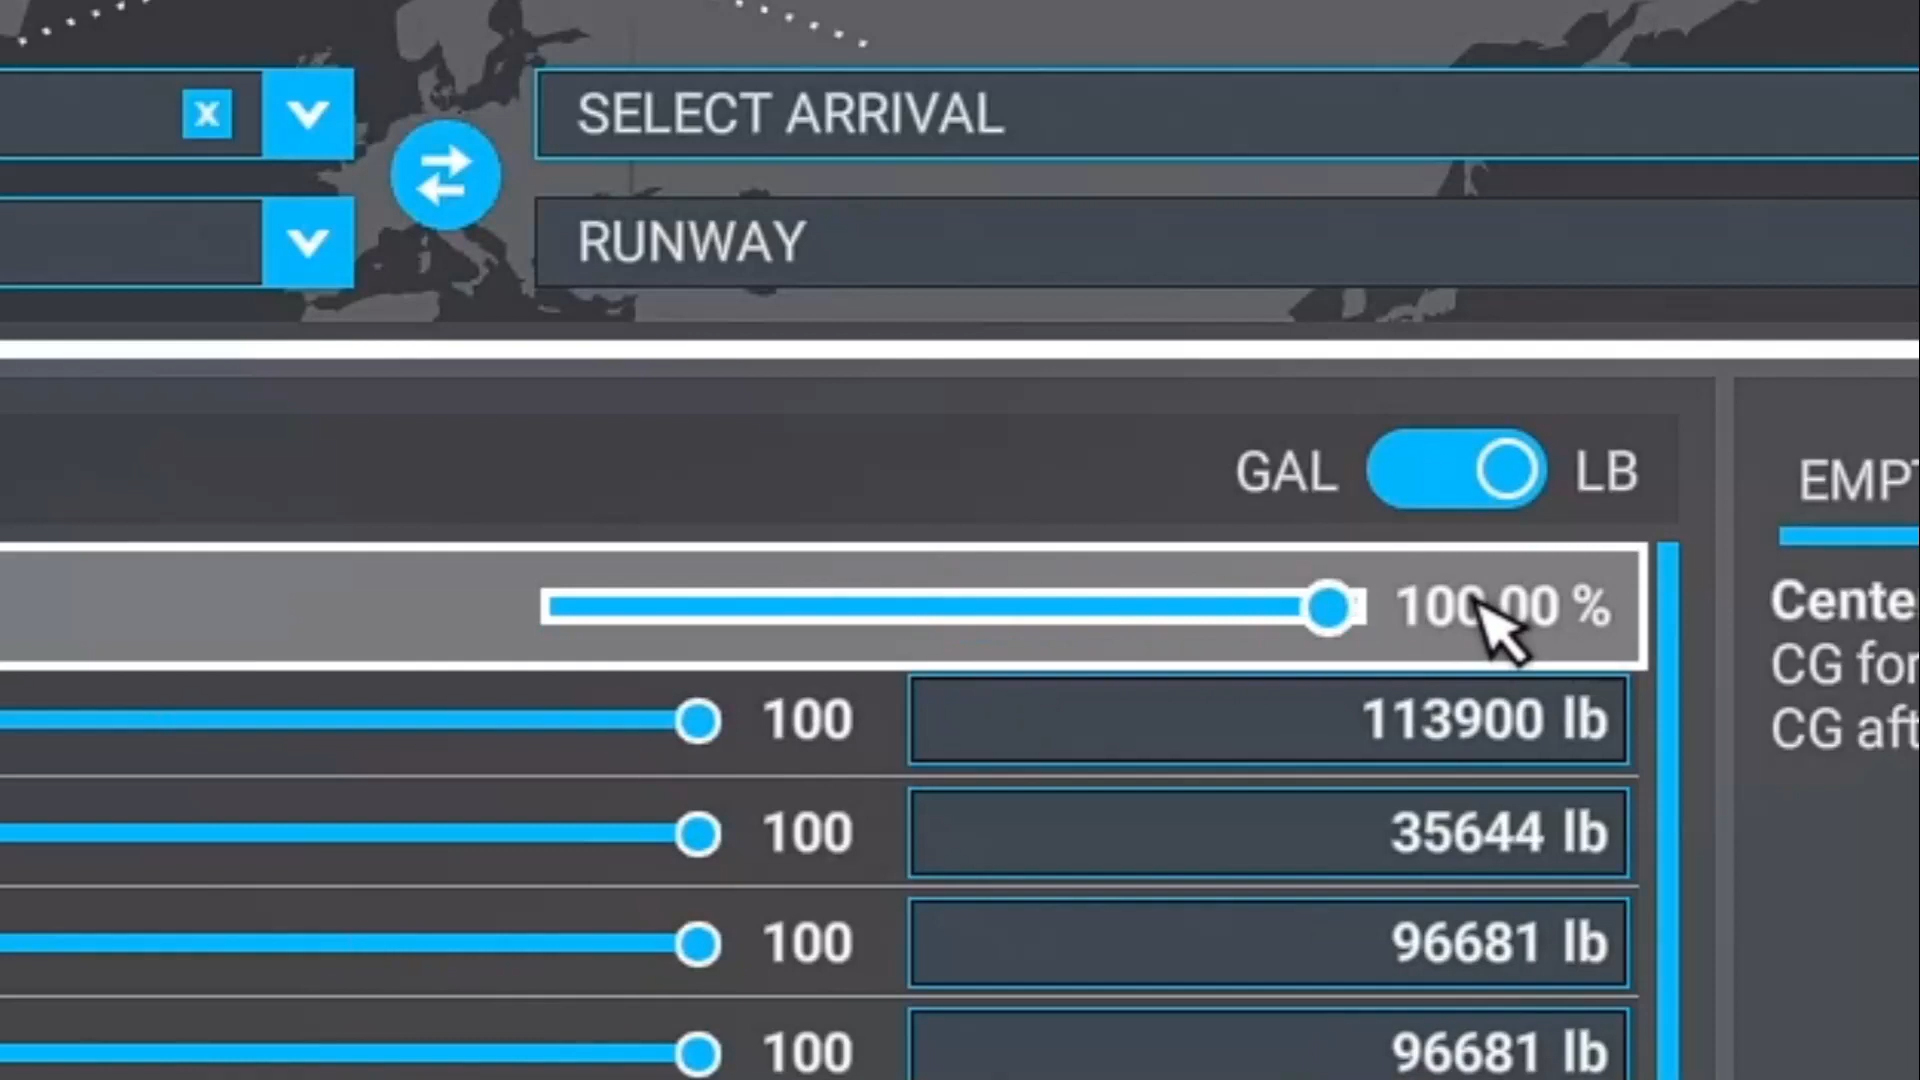 X
SELECT ARRIVAL
RUNWAY
GAL LB
100.00 %
100 113900 lb
100 35644 lb
100 96681 lb
100 96681 lb
EMPT
Cente
CG for
CG aft